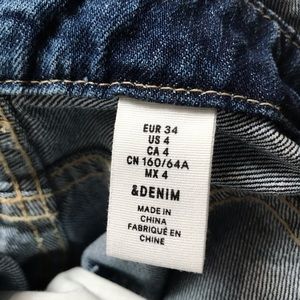 EUR 34
US 4
CA 4
CN 160/64A
MX 4
&DENIM
MADE IN
CHINA
FABRIQUÉ EN
CHINE